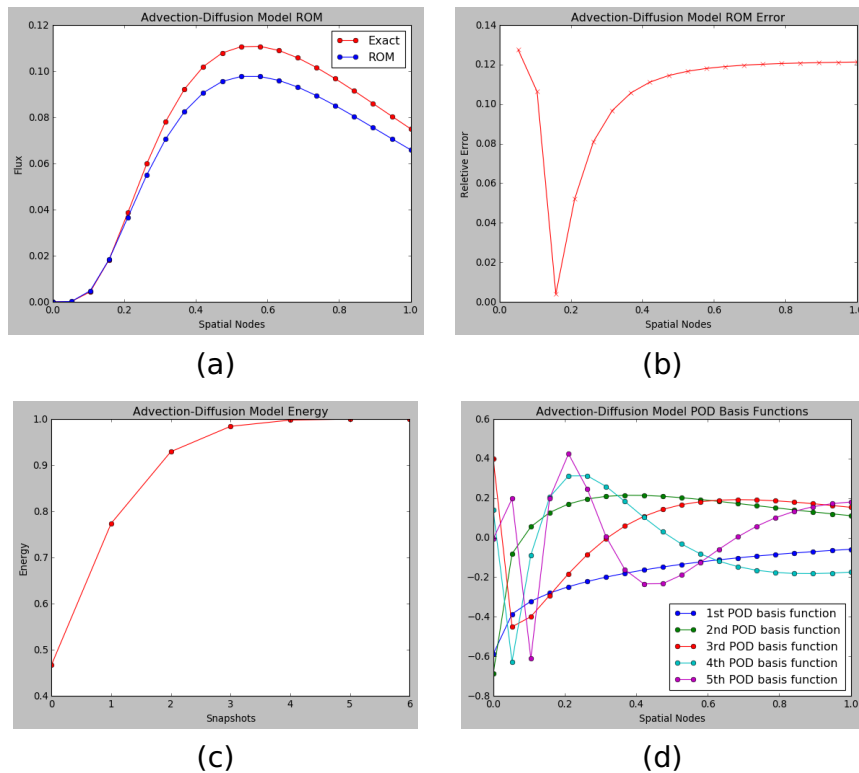 Advection-Diffusion Model ROM
0.12
0.10
0.08
0.06
0.04
0.02
0.00
Flux
Exact
ROM
0.0 0.2 0.4 0.6 0.8 1.0
Spatial Nodes
(a)
Advection-Diffusion Model ROM Error
0.14
0.12
0.10
0.08
0.06
0.04
0.02
0.00
Reletive Error
0.0 0.2 0.4 0.6 0.8 1.0
Spatial Nodes
(b)
Advection-Diffusion Model Energy
1.0
0.9
0.8
0.7
0.6
0.5
0.4
Energy
0 1 2 3 4 5 6
Snapshots
(c)
Advection-Diffusion Model POD Basis Functions
0.6
0.4
0.2
0.0
−0.2
−0.4
−0.6
−0.8
1st POD basis function
2nd POD basis function
3rd POD basis function
4th POD basis function
5th POD basis function
0.0 0.2 0.4 0.6 0.8 1.0
Spatial Nodes
(d)